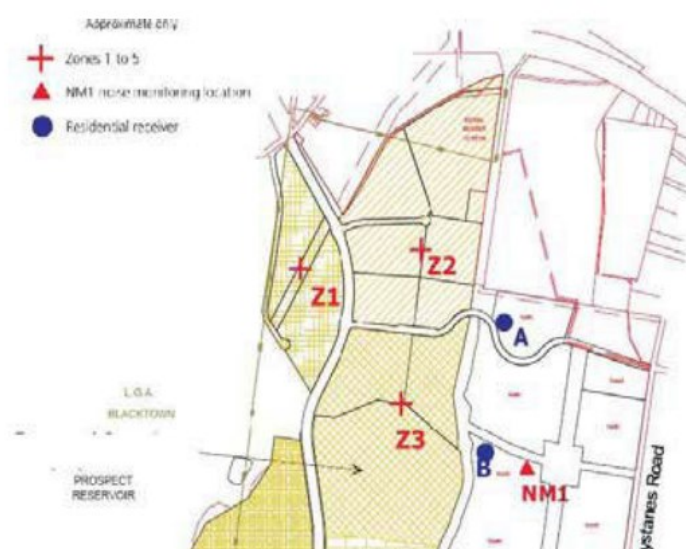 Approximate only
Zones 1 to 5
NM1 noise monitoring location
Residential receiver
Z1
Z2
A
Z3
L.G.A.
BLACKTOWN
B
NM1
PROSPECT
RESERVOIR
ystanes Road